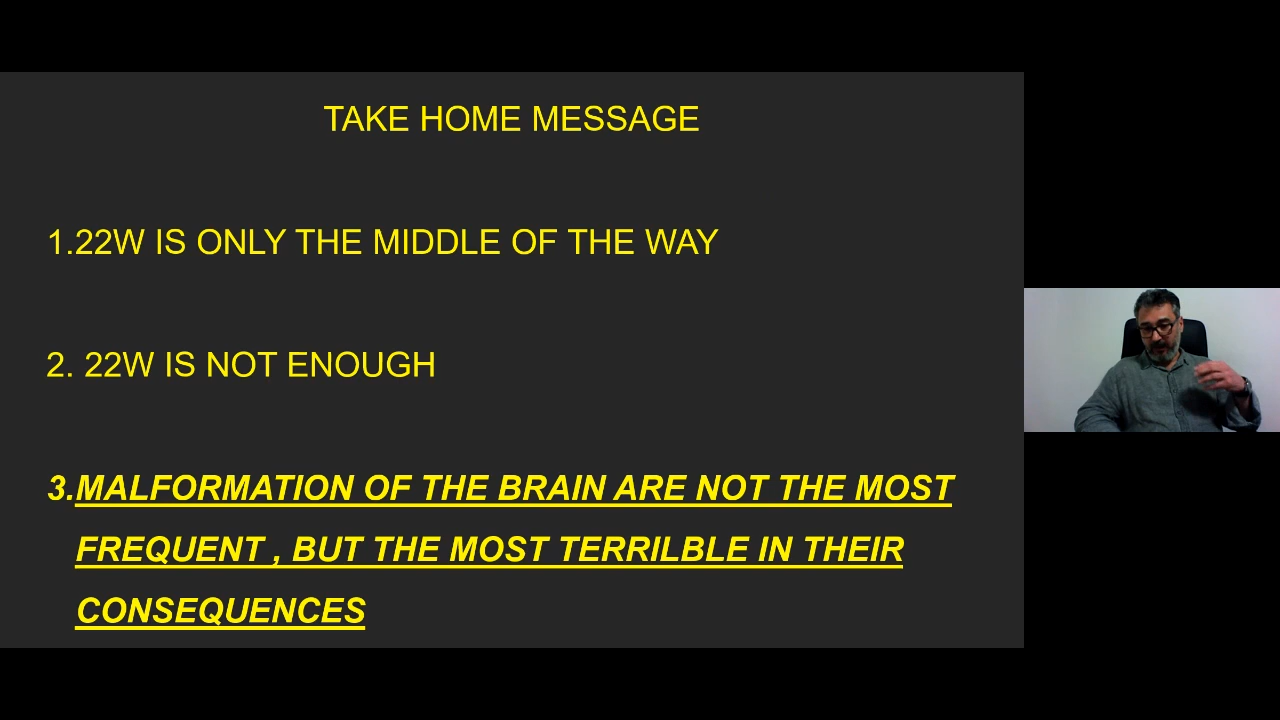 TAKE HOME MESSAGE
1.22W IS ONLY THE MIDDLE OF THE WAY
2. 22W IS NOT ENOUGH
3.MALFORMATION OF THE BRAIN ARE NOT THE MOST
FREQUENT , BUT THE MOST TERRILBLE IN THEIR
CONSEQUENCES